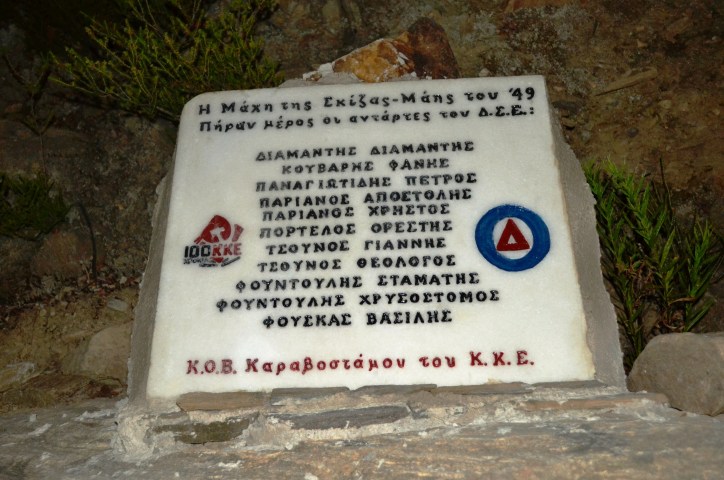 Η Μάχη της Σκίζας-Μάης του '49
Πήραν μέρος οι αντάρτες του Δ.Σ.Ε.:
ΔΙΑΜΑΝΤΗΣ ΔΙΑΜΑΝΤΗΣ
ΚΟΥΒΑΡΗΣ ΦΑΝΗΣ
ΠΑΝΑΓΙΩΤΙΔΗΣ ΠΕΤΡΟΣ
ΠΑΡΙΑΝΟΣ ΑΠΟΣΤΟΛΗΣ
ΠΑΡΙΑΝΟΣ ΧΡΗΣΤΟΣ
ΠΟΡΤΕΛΟΣ ΟΡΕΣΤΗΣ
ΤΣΟΥΝΟΣ ΓΙΑΝΝΗΣ
ΤΣΟΥΝΟΣ ΘΕΟΛΟΓΟΣ
ΦΟΥΝΤΟΥΛΗΣ ΣΤΑΜΑΤΗΣ
ΦΟΥΝΤΟΥΛΗΣ ΧΡΥΣΟΣΤΟΜΟΣ
ΦΟΥΣΚΑΣ ΒΑΣΙΛΗΣ
100 ΚΚΕ
Δ
Κ.Ο.Β. Καραβοστάμου του Κ.Κ.Ε.